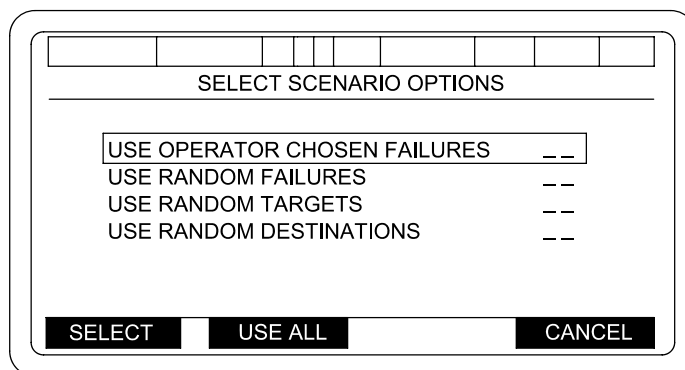 SELECT SCENARIO OPTIONS
USE OPERATOR CHOSEN FAILURES _ _
USE RANDOM FAILURES _ _
USE RANDOM TARGETS _ _
USE RANDOM DESTINATIONS _ _
SELECT USE ALL CANCEL